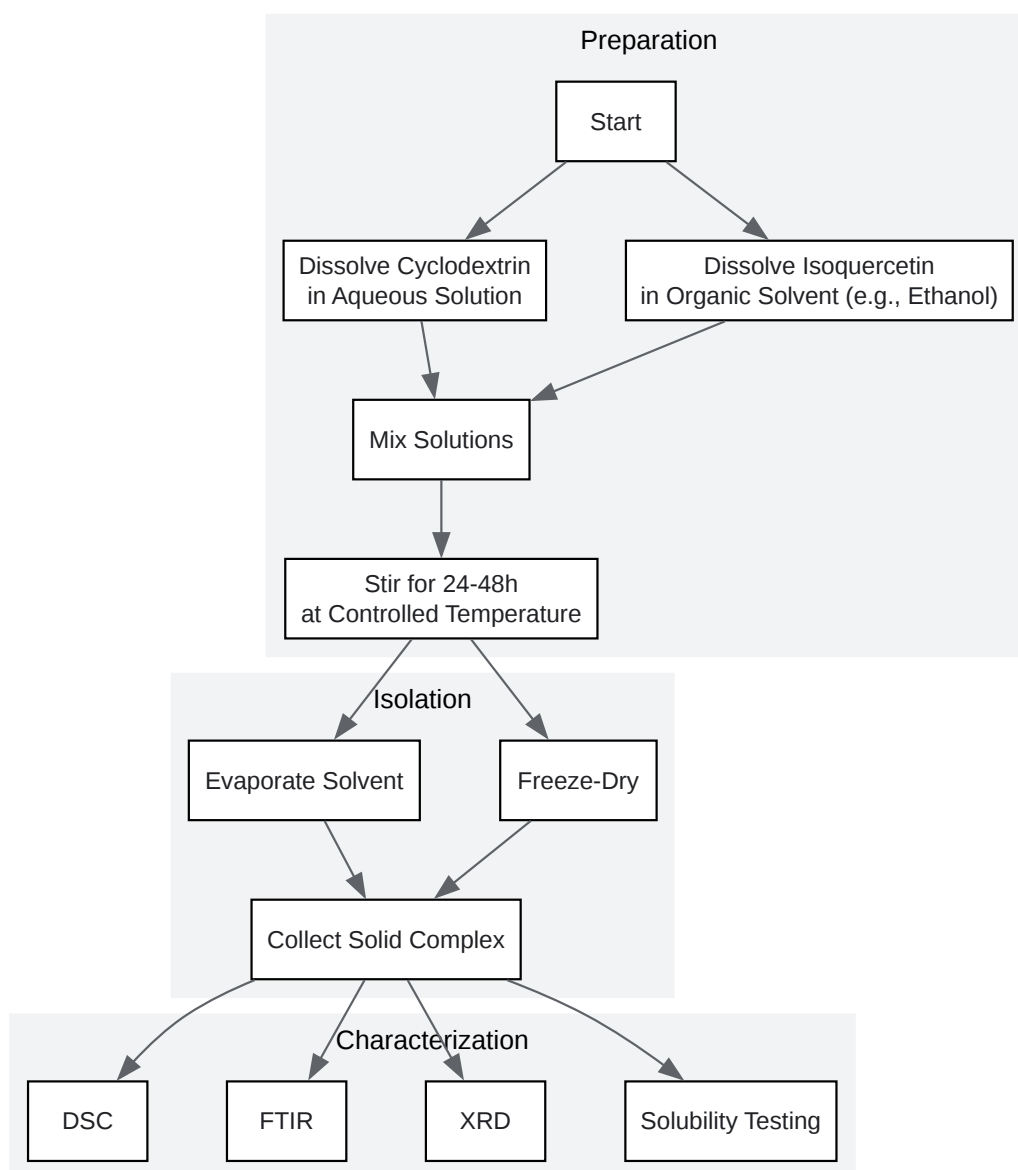 Preparation
Start
Dissolve Cyclodextrin
in Aqueous Solution
Dissolve Isoquercetin
in Organic Solvent (e.g., Ethanol)
Mix Solutions
Stir for 24-48h
at Controlled Temperature
Isolation
Evaporate Solvent
Freeze-Dry
Collect Solid Complex
Characterization
DSC
FTIR
XRD
Solubility Testing